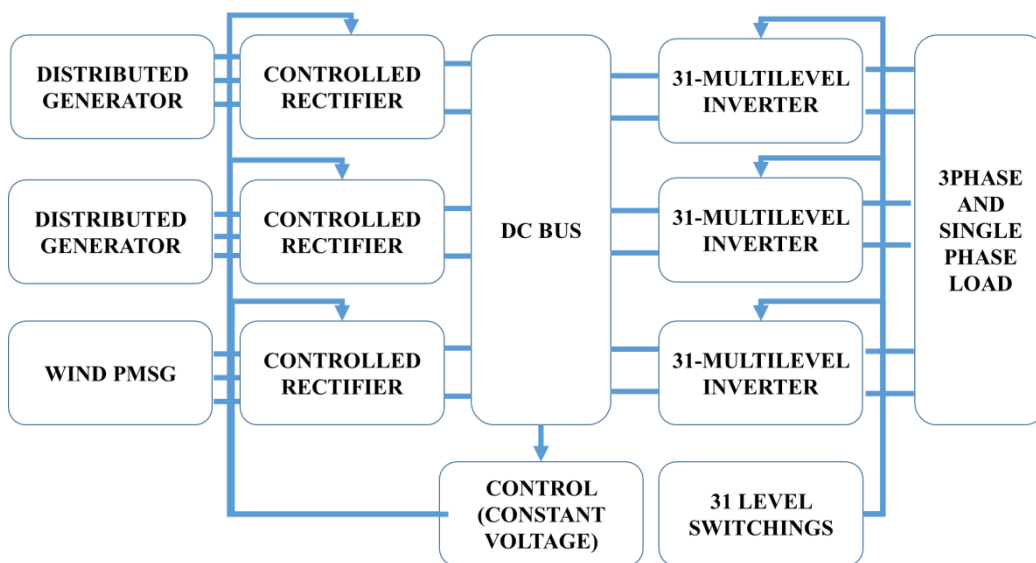 DISTRIBUTED
GENERATOR
CONTROLLED
RECTIFIER
31-MULTILEVEL
INVERTER
DISTRIBUTED
GENERATOR
CONTROLLED
RECTIFIER
DC BUS
31-MULTILEVEL
INVERTER
3PHASE
AND
SINGLE
PHASE
LOAD
WIND PMSG
CONTROLLED
RECTIFIER
31-MULTILEVEL
INVERTER
CONTROL
(CONSTANT
VOLTAGE)
31 LEVEL
SWITCHINGS